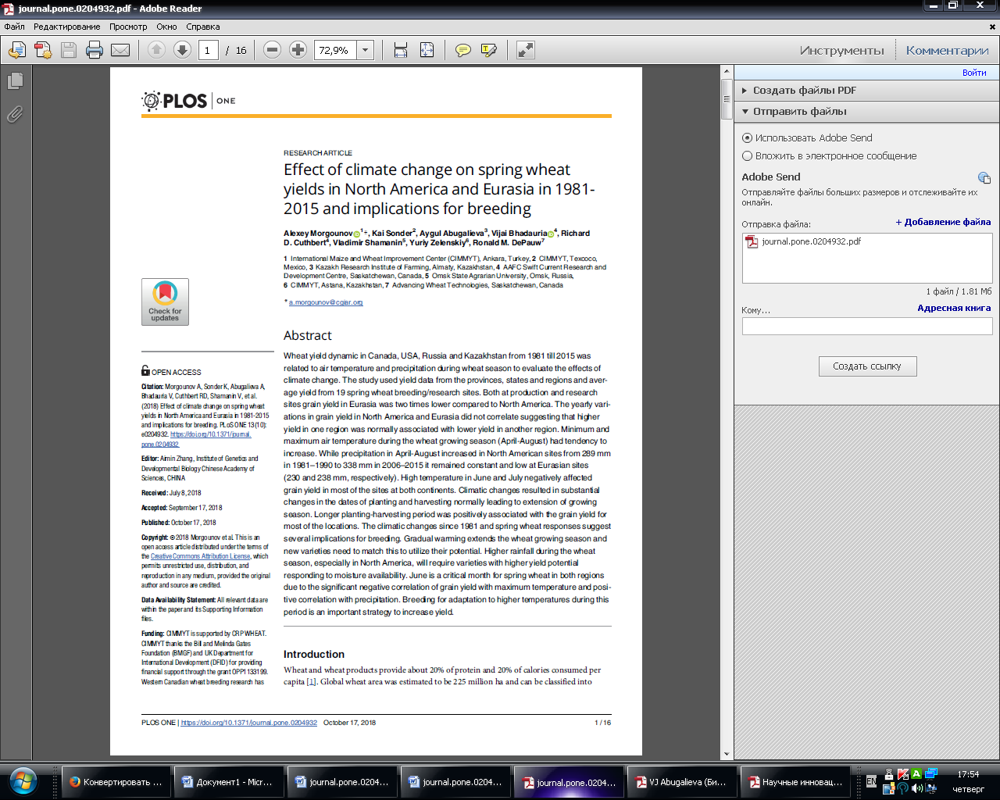 journal.pone.0204932.pdf - Adobe Reader
Файл Редактирование Просмотр Окно Справка
1 / 16 72,9% Инструменты Комментарии
PLOS ONE
RESEARCH ARTICLE
Effect of climate change on spring wheat
yields in North America and Eurasia in 1981-
2015 and implications for breeding
Alexey Morgounov1*, Kai Sonder2, Aygul Abugalieva3, Vijai Bhadauria4, Richard
D. Cuthbert4, Vladimir Shamanin5, Yuriy Zelenskiy6, Ronald M. DePauw7
1 International Maize and Wheat Improvement Center (CIMMYT), Ankara, Turkey, 2 CIMMYT, Texcoco,
Mexico, 3 Kazakh Research Institute of Farming, Almaty, Kazakhstan, 4 AAFC Swift Current Research and
Development Centre, Saskatchewan, Canada, 5 Omsk State Agrarian University, Omsk, Russia,
6 CIMMYT, Astana, Kazakhstan, 7 Advancing Wheat Technologies, Saskatchewan, Canada
* a.morgounov@cgiar.org
Check for
updates
Abstract
Wheat yield dynamic in Canada, USA, Russia and Kazakhstan from 1981 till 2015 was
related to air temperature and precipitation during wheat season to evaluate the effects of
climate change. The study used yield data from the provinces, states and regions and aver-
age yield from 19 spring wheat breeding/research sites. Both at production and research
sites grain yield in Eurasia was two times lower compared to North America. The yearly vari-
ations in grain yield in North America and Eurasia did not correlate suggesting that higher
yield in one region was normally associated with lower yield in another region. Minimum and
maximum air temperature during the wheat growing season (April-August) had tendency to
increase. While precipitation in April-August increased in North American sites from 289 mm
in 1981–1990 to 338 mm in 2006–2015 it remained constant and low at Eurasian sites
(230 and 238 mm, respectively). High temperature in June and July negatively affected
grain yield in most of the sites at both continents. Climatic changes resulted in substantial
changes in the dates of planting and harvesting normally leading to extension of growing
season. Longer planting-harvesting period was positively associated with the grain yield for
most of the locations. The climatic changes since 1981 and spring wheat responses suggest
several implications for breeding. Gradual warming extends the wheat growing season and
new varieties need to match this to utilize their potential. Higher rainfall during the wheat
season, especially in North America, will require varieties with higher yield potential
responding to moisture availability. June is a critical month for spring wheat in both regions
due to the significant negative correlation of grain yield with maximum temperature and posi-
tive correlation with precipitation. Breeding for adaptation to higher temperatures during this
period is an important strategy to increase yield.
OPEN ACCESS
Citation: Morgounov A, Sonder K, Abugalieva A,
Bhadauria V, Cuthbert RD, Shamanin V, et al.
(2018) Effect of climate change on spring wheat
yields in North America and Eurasia in 1981-2015
and implications for breeding. PLoS ONE 13(10):
e0204932. https://doi.org/10.1371/journal.
pone.0204932
Editor: Aimin Zhang, Institute of Genetics and
Developmental Biology Chinese Academy of
Sciences, CHINA
Received: July 8, 2018
Accepted: September 17, 2018
Published: October 17, 2018
Copyright: © 2018 Morgounov et al. This is an
open access article distributed under the terms of
the Creative Commons Attribution License, which
permits unrestricted use, distribution, and
reproduction in any medium, provided the original
author and source are credited.
Data Availability Statement: All relevant data are
within the paper and its Supporting Information
files.
Funding: CIMMYT is supported by CRP WHEAT.
CIMMYT thanks the Bill and Melinda Gates
Foundation (BMGF) and UK Department for
International Development (DFID) for providing
financial support through the grant OPP1133199.
Western Canadian wheat breeding research has
Introduction
Wheat and wheat products provide about 20% of protein and 20% of calories consumed per
capita [1]. Global wheat area was estimated to be 225 million ha and can be classified into
PLOS ONE | https://doi.org/10.1371/journal.pone.0204932 October 17, 2018 1 / 16
Войти
Создать файлы PDF
Отправить файлы
Использовать Adobe Send
Вложить в электронное сообщение
Adobe Send
Отправляйте файлы больших размеров и отслеживайте их
онлайн.
Отправка файла: + Добавление файла
journal.pone.0204932.pdf
1 файл / 1.81 Мб
Кому... Адресная книга
Создать ссылку
Конвертировать ... Документ1 - Micr... journal.pone.0204... journal.pone.0204... journal.pone.0204... VJ Abugalieva (Би... Научные инновац... EN 17:54
четверг